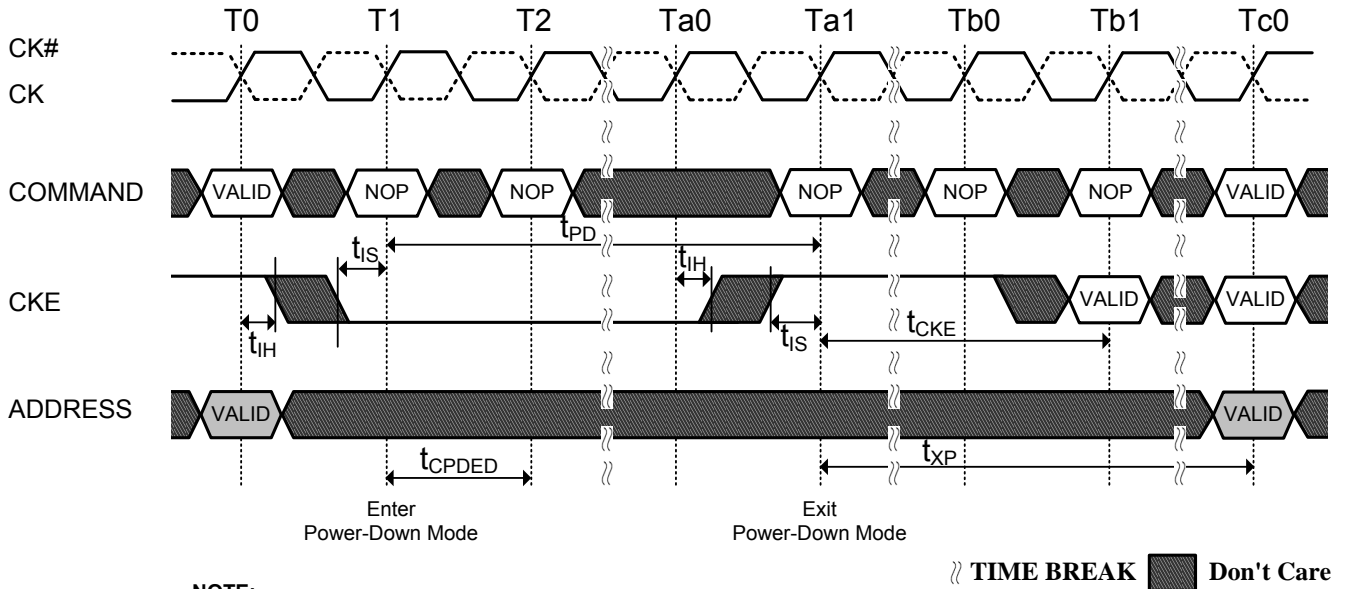 T0 T1 T2 Ta0 Ta1 Tb0 Tb1 Tc0
CK#
CK
COMMAND VALID NOP NOP NOP NOP NOP VALID
tPD
tIS tIH
CKE VALID VALID
tIH tIS tCKE
ADDRESS VALID VALID
tCPDED tXP
Enter
Power-Down Mode
Exit
Power-Down Mode
TIME BREAK Don't Care
NOTE: